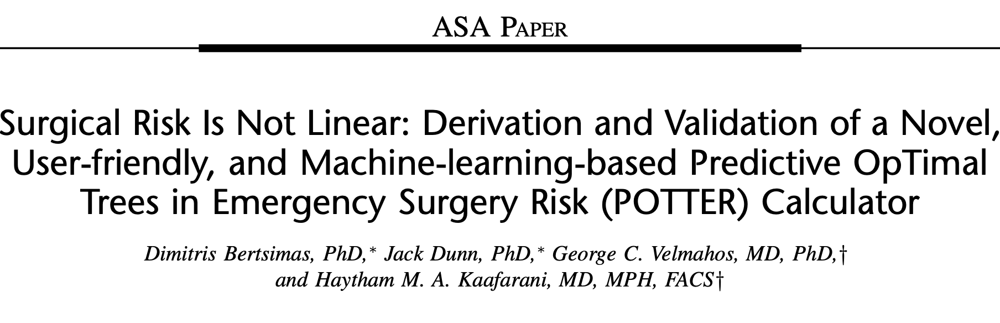 ASA PAPER
Surgical Risk Is Not Linear: Derivation and Validation of a Novel,
User-friendly, and Machine-learning-based Predictive OpTimal
Trees in Emergency Surgery Risk (POTTER) Calculator
Dimitris Bertsimas, PhD,* Jack Dunn, PhD,* George C. Velmahos, MD, PhD,†
and Haytham M. A. Kaafarani, MD, MPH, FACS†